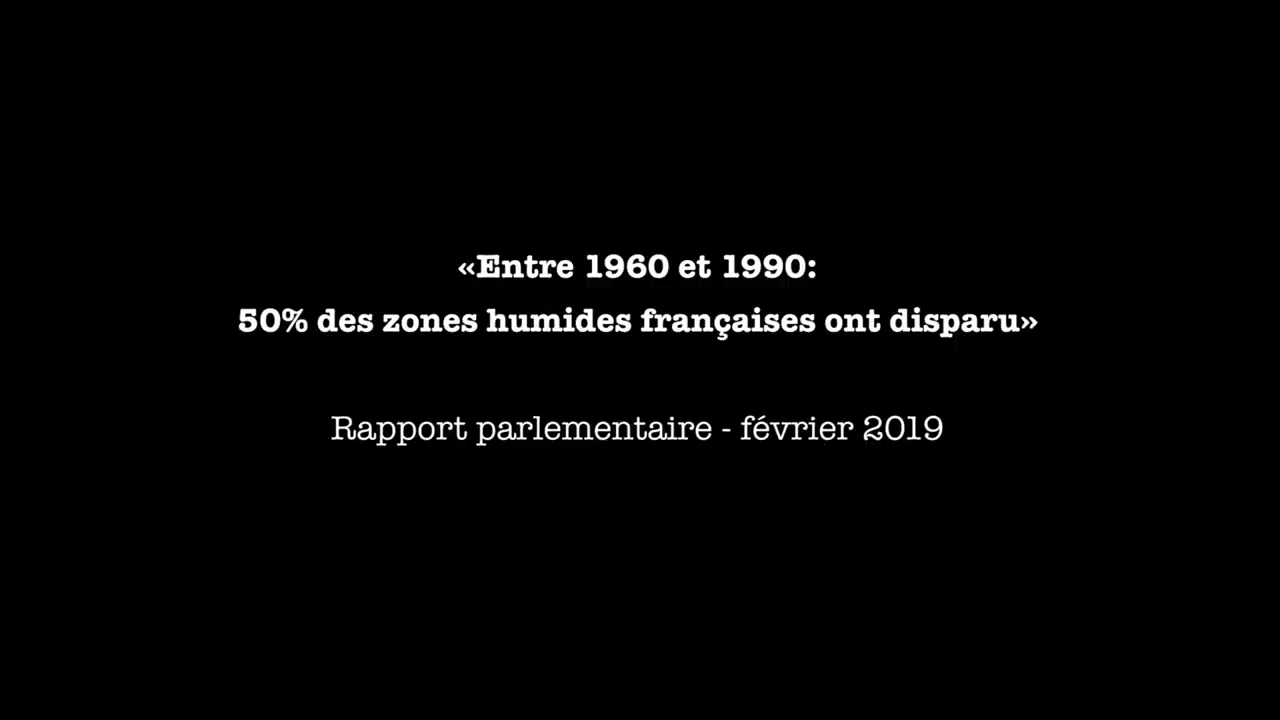 «Entre 1960 et 1990:
50% des zones humides françaises ont disparu»
Rapport parlementaire - février 2019